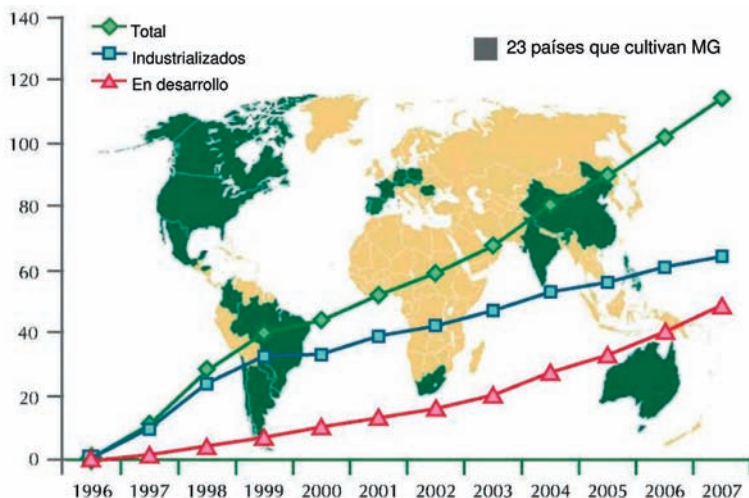 140
Total
Industrializados
En desarrollo
23 países que cultivan MG
120
100
80
60
40
20
0
1996 1997 1998 1999 2000 2001 2002 2003 2004 2005 2006 2007